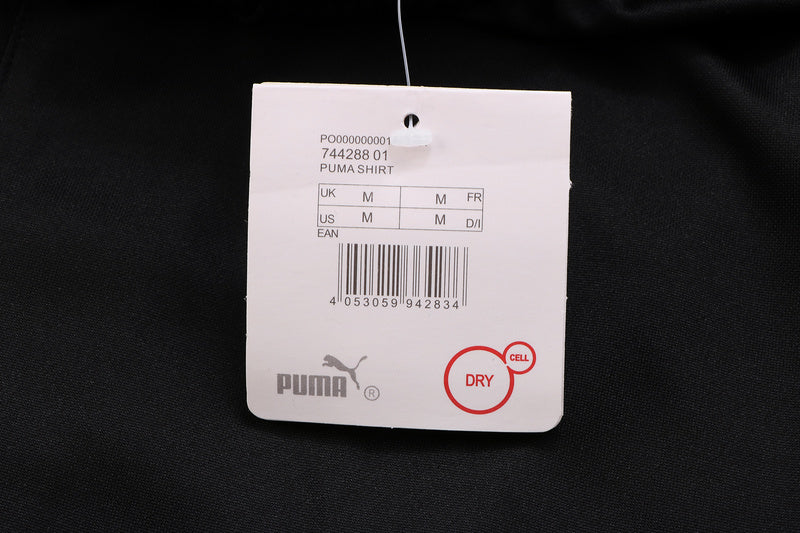 PO000000001
744288 01
PUMA SHIRT
UK M M FR
US M M D/I
EAN
4 053059 942834
CELL
DRY
PUMA ®